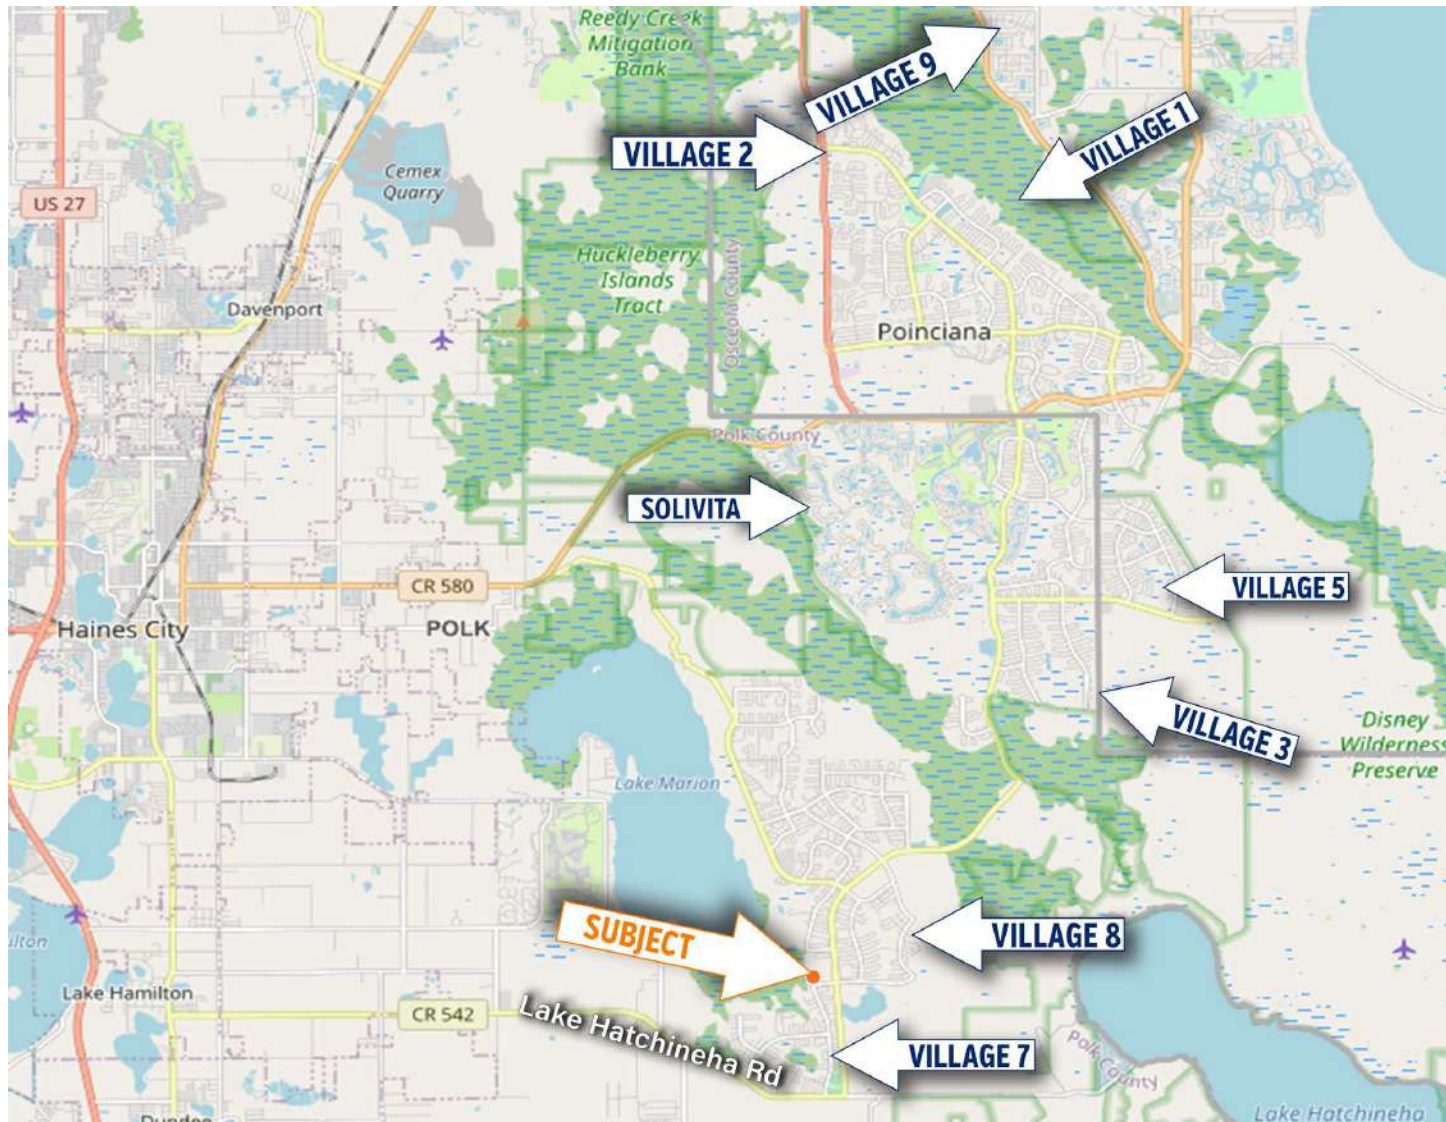 Reedy Creek
Mitigation
Bank
VILLAGE 9
VILLAGE 1
VILLAGE 2
Cemex
Quarry
US 27
Huckleberry
Islands
Tract
Osceola County
Davenport
Poinciana
Polk County
SOLIVITA
CR 580
VILLAGE 5
Haines City
POLK
VILLAGE 3
Disney
Wilderness
Preserve
Lake Marion
SUBJECT
VILLAGE 8
Lake Hamilton
CR 542
Lake Hatchineha Rd
VILLAGE 7
Polk County
Lake Hatchineha